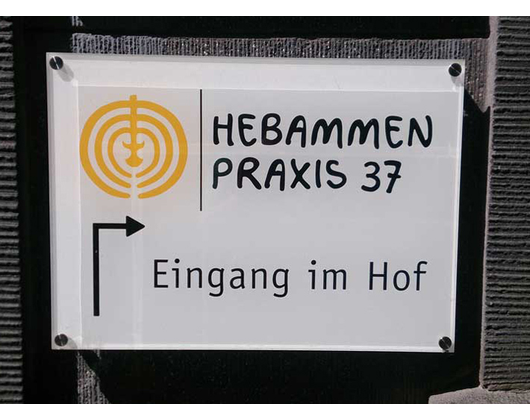 HEBAMMEN
PRAXIS 37
Eingang im Hof